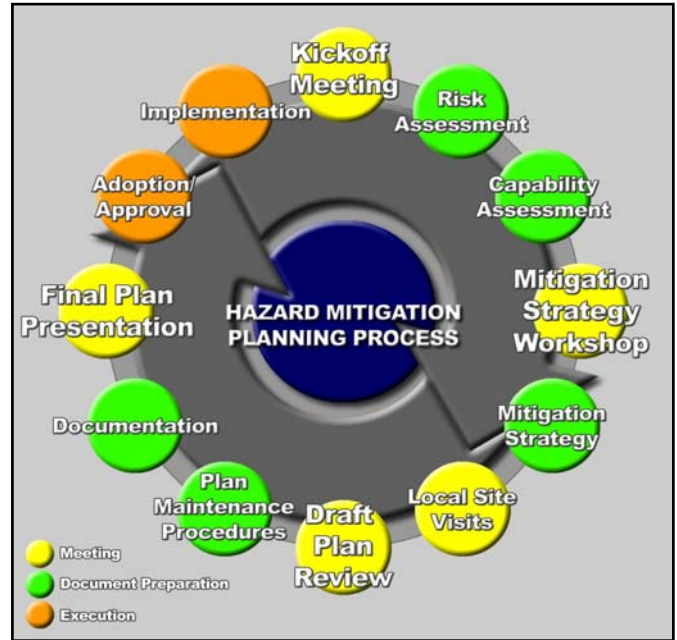 Kickoff
Meeting
Risk
Assessment
Capability
Assessment
Mitigation
Strategy
Workshop
Mitigation
Strategy
Local Site
Visits
Draft
Plan
Review
Plan
Maintenance
Procedures
Documentation
Final Plan
Presentation
Adoption/
Approval
Implementation
HAZARD MITIGATION
PLANNING PROCESS
Meeting
Document Preparation
Execution